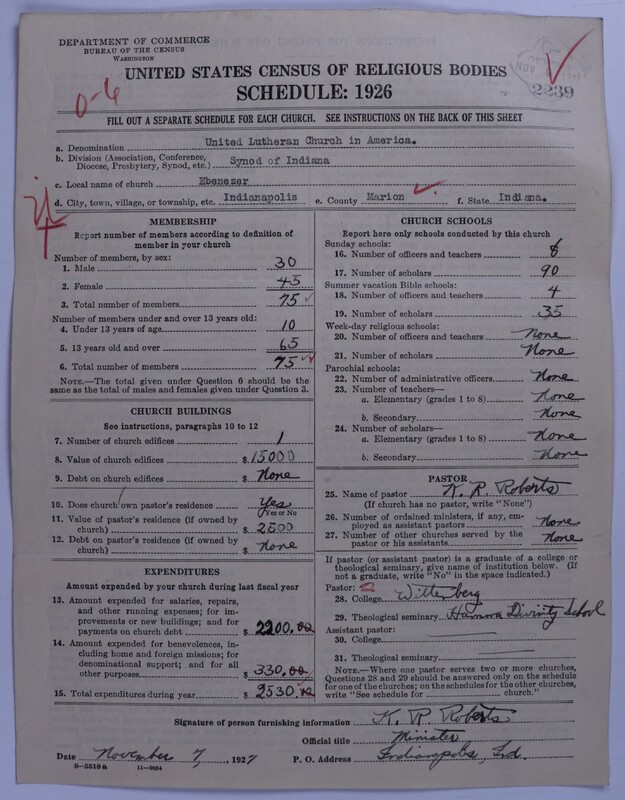 DEPARTMENT OF COMMERCE
BUREAU OF THE CENSUS
WASHINGTON
UNITED STATES CENSUS OF RELIGIOUS BODIES
SCHEDULE: 1926
NOV
2239
0-6
FILL OUT A SEPARATE SCHEDULE FOR EACH CHURCH. SEE INSTRUCTIONS ON THE BACK OF THIS SHEET
a. Denomination United Lutheran Church in America.
b. Division (Association, Conference, Diocese, Presbytery, Synod, etc.) Synod of Indiana
c. Local name of church Ebenezer
d. City, town, village, or township, etc. Indianapolis e. County Marion f. State Indiana.
MEMBERSHIP
Report number of members according to definition of
member in your church
Number of members, by sex:
1. Male 30
2. Female 45
3. Total number of members 75
Number of members under and over 13 years old:
4. Under 13 years of age 10
5. 13 years old and over 65
6. Total number of members 75
NOTE.—The total given under Question 6 should be
the same as the total of males and females given under Question 3.
CHURCH BUILDINGS
See instructions, paragraphs 10 to 12
7. Number of church edifices 1
8. Value of church edifices $ 15000
9. Debt on church edifices $ None
10. Does church own pastor's residence Yes
(Yes or No)
11. Value of pastor's residence (if owned by
church) $ 2500
12. Debt on pastor's residence (if owned by
church) $ None
EXPENDITURES
Amount expended by your church during last fiscal year
13. Amount expended for salaries, repairs,
and other running expenses; for im-
provements or new buildings; and for
payments on church debt $ 2200.00
14. Amount expended for benevolences,
including home and foreign missions; for
denominational support; and for all
other purposes $ 330.00
15. Total expenditures during year $ 2530.00
CHURCH SCHOOLS
Report here only schools conducted by this church
Sunday schools:
16. Number of officers and teachers 8
17. Number of scholars 90
Summer vacation Bible schools:
18. Number of officers and teachers 4
19. Number of scholars 35
Week-day religious schools:
20. Number of officers and teachers None
21. Number of scholars None
Parochial schools:
22. Number of administrative officers None
23. Number of teachers—
a. Elementary (grades 1 to 8) None
b. Secondary None
24. Number of scholars—
a. Elementary (grades 1 to 8) None
b. Secondary None
PASTOR
25. Name of pastor K. R. Roberts
(If church has no pastor, write "None")
26. Number of ordained ministers, if any, em-
ployed as assistant pastors None
27. Number of other churches served by the
pastor or his assistants None
If pastor (or assistant pastor) is a graduate of a college or
theological seminary, give name of institution below. (If
not a graduate, write "No" in the space indicated.)
Pastor:
28. College Wittenberg
29. Theological seminary Hamma Divinity School
Assistant pastor:
30. College
31. Theological seminary
NOTE.—Where one pastor serves two or more churches,
Questions 28 and 29 should be answered only on the schedule
for one of the churches; on the schedules for the other churches,
write "See schedule for church."
Signature of person furnishing information K. R. Roberts
Official title Minister
Date November 7, 1927 P. O. Address Indianapolis, Ind.
8-5518a 11-9664